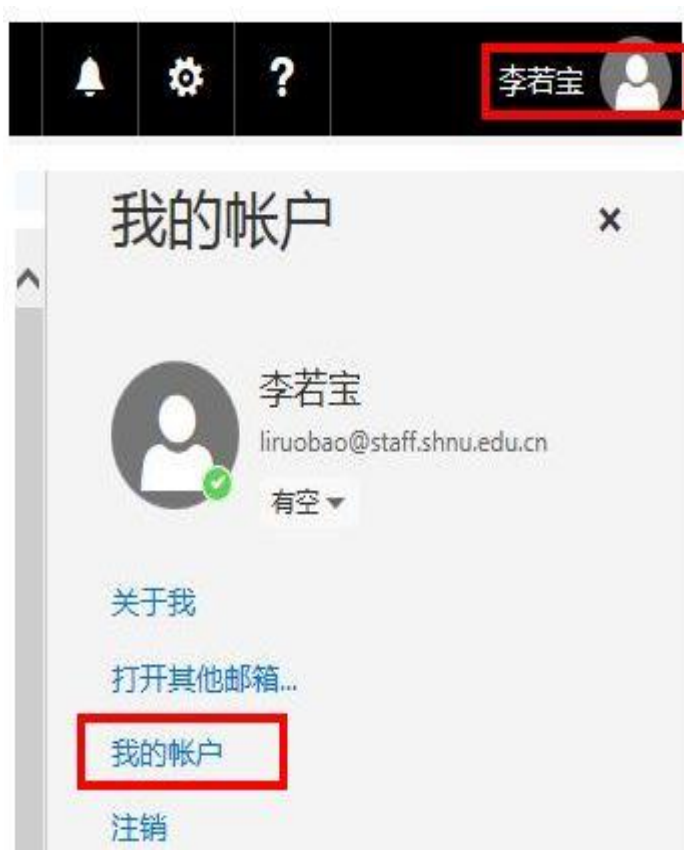 ?
李若宝
我的帐户
×
李若宝
liruobao@staff.shnu.edu.cn
有空
关于我
打开其他邮箱...
我的帐户
注销